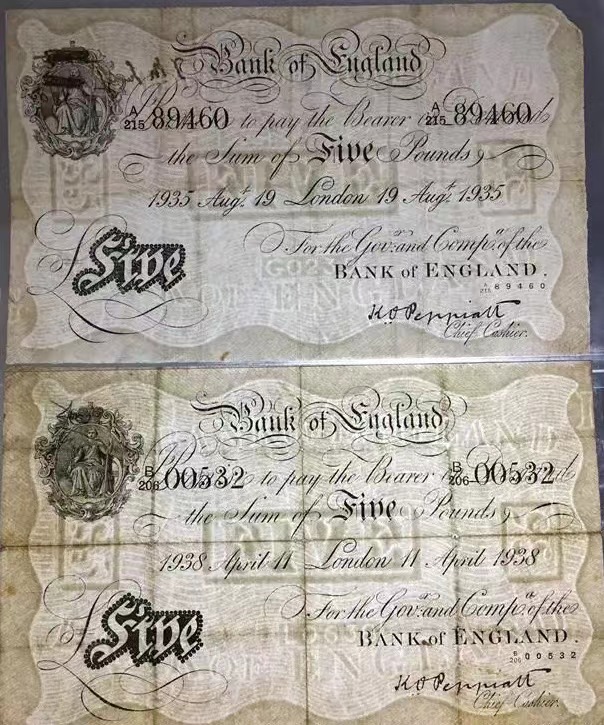 Bank of England
A
215 89460 to pay the Bearer A
215 89460
the Sum of Five Pounds
1935 Augt. 19 London 19 Augt. 1935
For the Govr. and Compa. of the
BANK of ENGLAND.
Five
A
215 89460
K O Peppiatt
Chief Cashier.
Bank of England
B
206 00532 to pay the Bearer B
206 00532
the Sum of Five Pounds
1938 April 11 London 11 April 1938
For the Govr. and Compa. of the
BANK of ENGLAND.
Five
B
206 00532
K O Peppiatt
Chief Cashier.